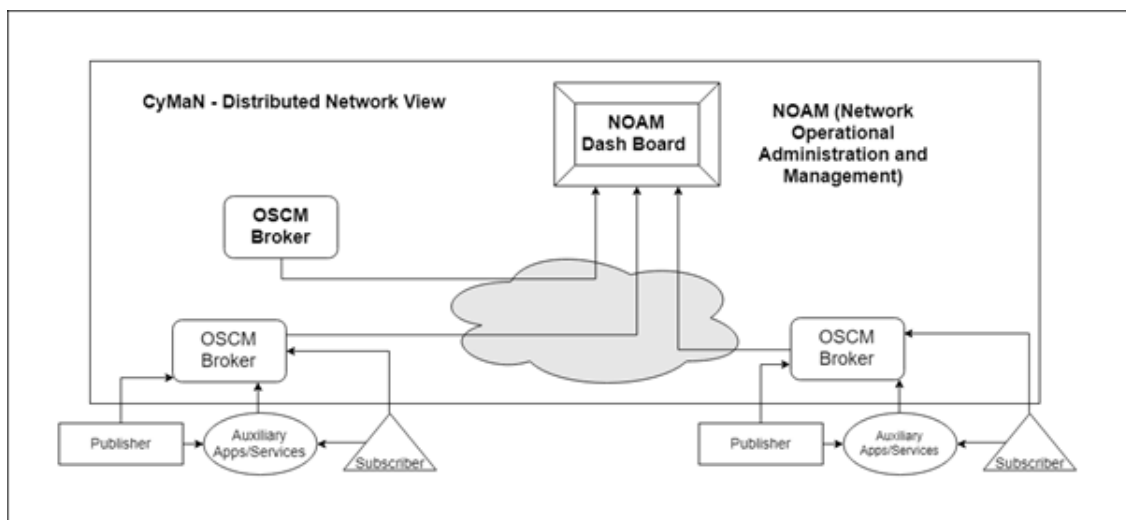 CyMaN - Distributed Network View
NOAM
Dash Board
NOAM (Network
Operational
Administration and
Management)
OSCM
Broker
OSCM
Broker
OSCM
Broker
Publisher
Auxiliary
Apps/Services
Subscriber
Publisher
Auxiliary
Apps/Services
Subscriber